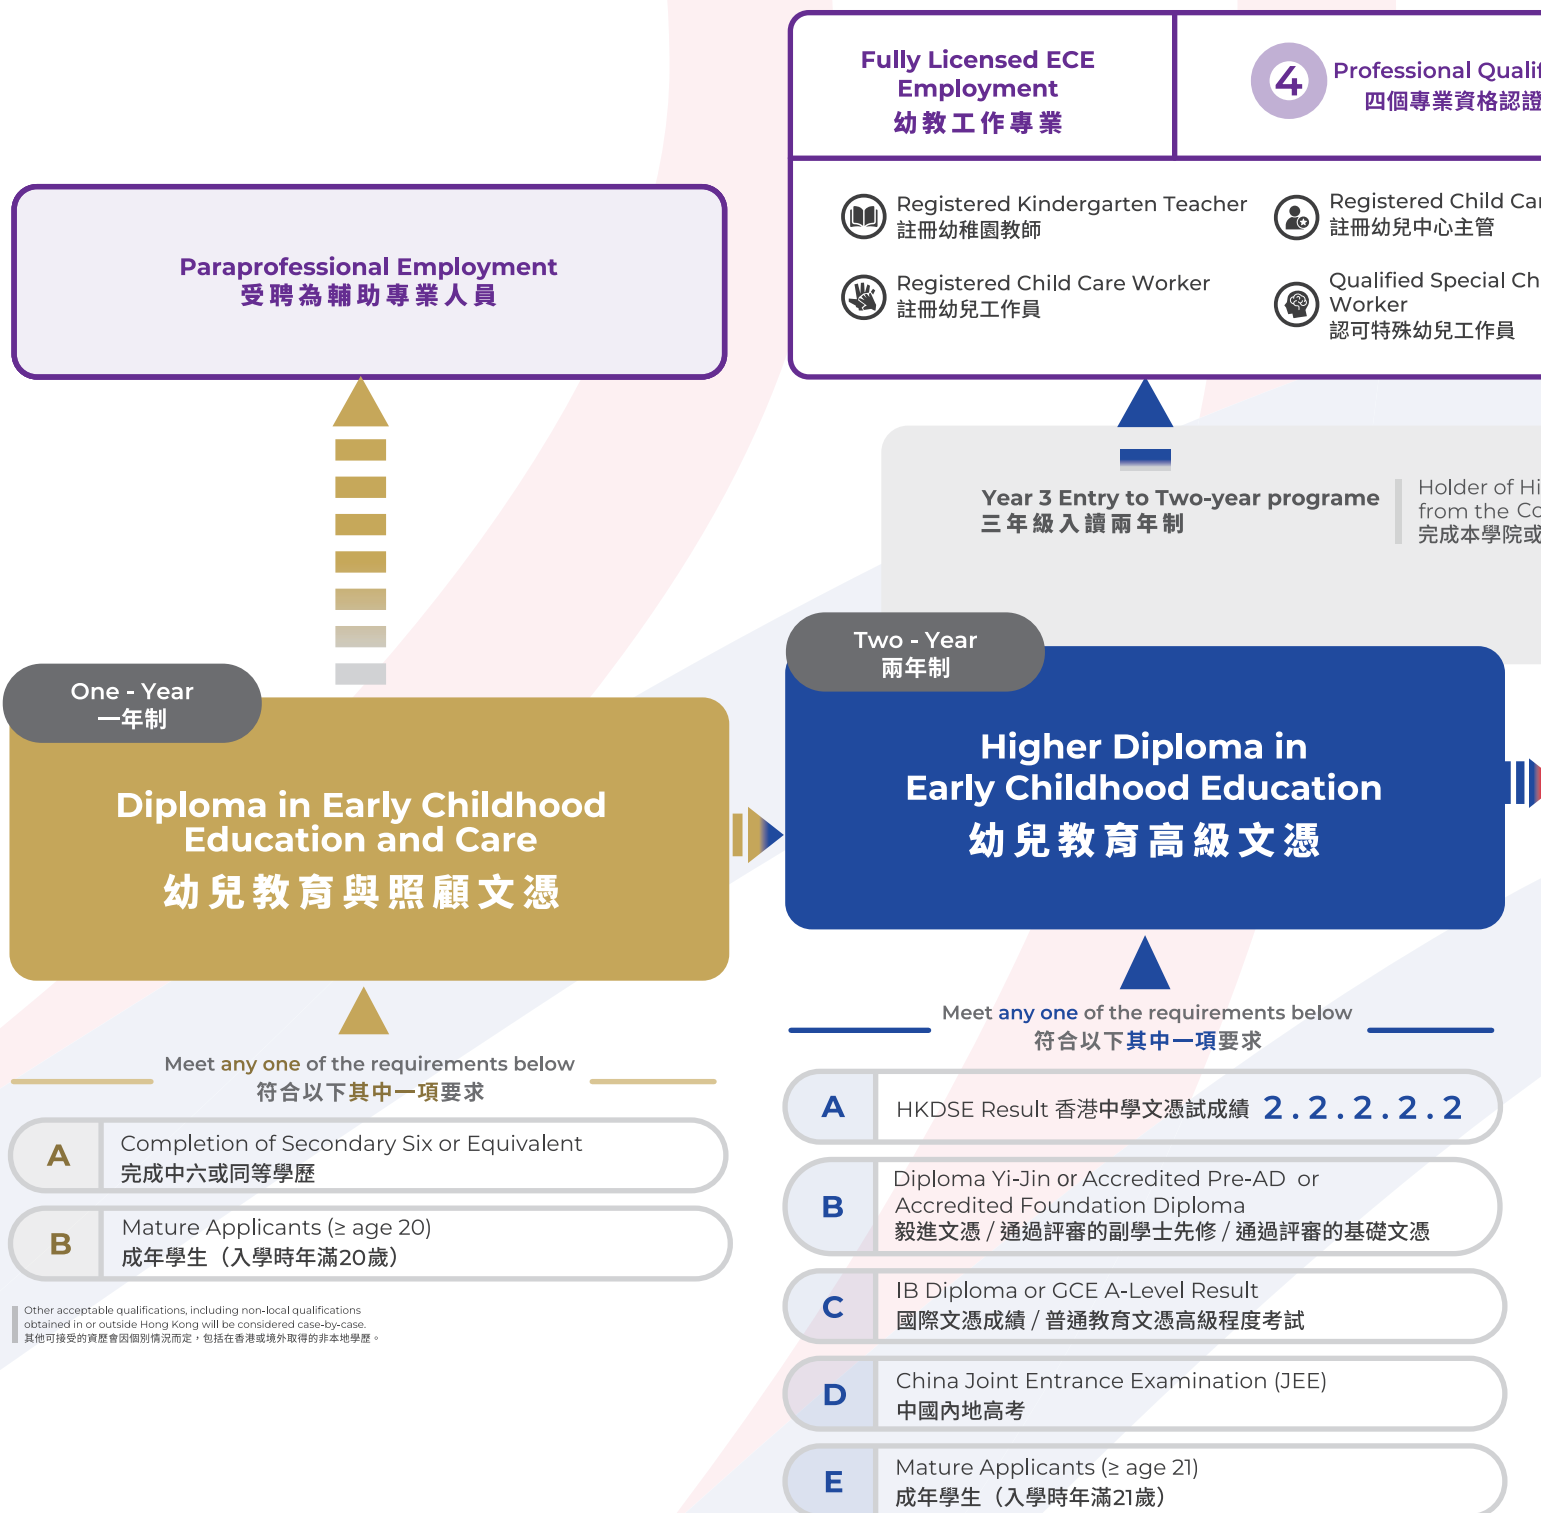 Fully Licensed ECE
Employment
幼教工作專業
4
Professional
四個專業資格認證
Registered Kindergarten Teacher
註冊幼稚園教師
Registered Child
註冊幼兒中心主管
Registered Child Care Worker
註冊幼兒工作員
Qualified Special
Worker
認可特殊幼兒工作員
Paraprofessional Employment
受聘為輔助專業人員
Year 3 Entry to Two-year programe
三年級入讀兩年制
Holder of
from the
完成本學院或
One - Year
一年制
Diploma in Early Childhood
Education and Care
幼兒教育與照顧文憑
Meet any one of the requirements below
符合以下其中一項要求
A
Completion of Secondary Six or Equivalent
完成中六或同等學歷
B
Mature Applicants (≥ age 20)
成年學生（入學時年滿20歲）
Other acceptable qualifications, including non-local qualifications
obtained in or outside Hong Kong will be considered case-by-case.
其他可接受的資歷會因個別情況而定，包括在香港或境外取得的非本地學歷。
Two - Year
兩年制
Higher Diploma in
Early Childhood Education
幼兒教育高級文憑
Meet any one of the requirements below
符合以下其中一項要求
A
HKDSE Result 香港中學文憑試成績 2.2.2.2.2
B
Diploma Yi-Jin or Accredited Pre-AD or
Accredited Foundation Diploma
毅進文憑 / 通過評審的副學士先修 / 通過評審的基礎文憑
C
IB Diploma or GCE A-Level Result
國際文憑成績 / 普通教育文憑高級程度考試
D
China Joint Entrance Examination (JEE)
中國內地高考
E
Mature Applicants (≥ age 21)
成年學生（入學時年滿21歲）